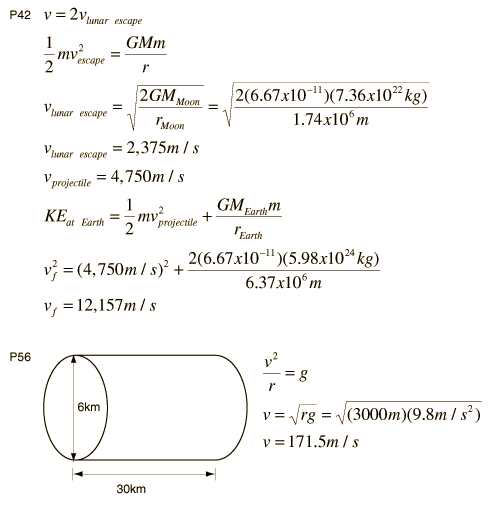 P42 v = 2v_{lunar escape}
\frac{1}{2}mv_{escape}^{2} = \frac{GMm}{r}
v_{lunar escape} = \sqrt{\frac{2GM_{Moon}}{r_{Moon}}} = \sqrt{\frac{2(6.67x10^{-11})(7.36x10^{22}kg)}{1.74x10^{6}m}}
v_{lunar escape} = 2,375m / s
v_{projectile} = 4,750m / s
KE_{at Earth} = \frac{1}{2}mv_{projectile}^{2} + \frac{GM_{Earth}m}{r_{Earth}}
v_{f}^{2} = (4,750m / s)^{2} + \frac{2(6.67x10^{-11})(5.98x10^{24}kg)}{6.37x10^{6}m}
v_{f} = 12,157m / s
P56
6km
30km
\frac{v^{2}}{r} = g
v = \sqrt{rg} = \sqrt{(3000m)(9.8m / s^{2})}
v = 171.5m / s